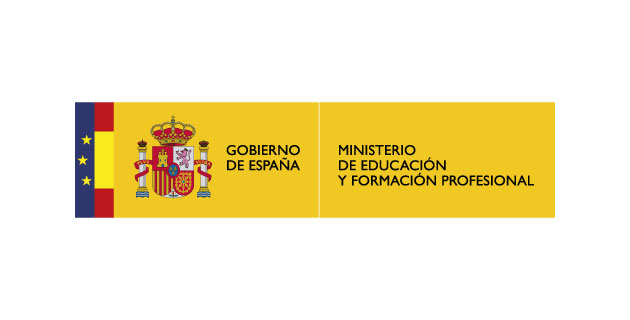 GOBIERNO
DE ESPAÑA
MINISTERIO
DE EDUCACIÓN
Y FORMACIÓN PROFESIONAL